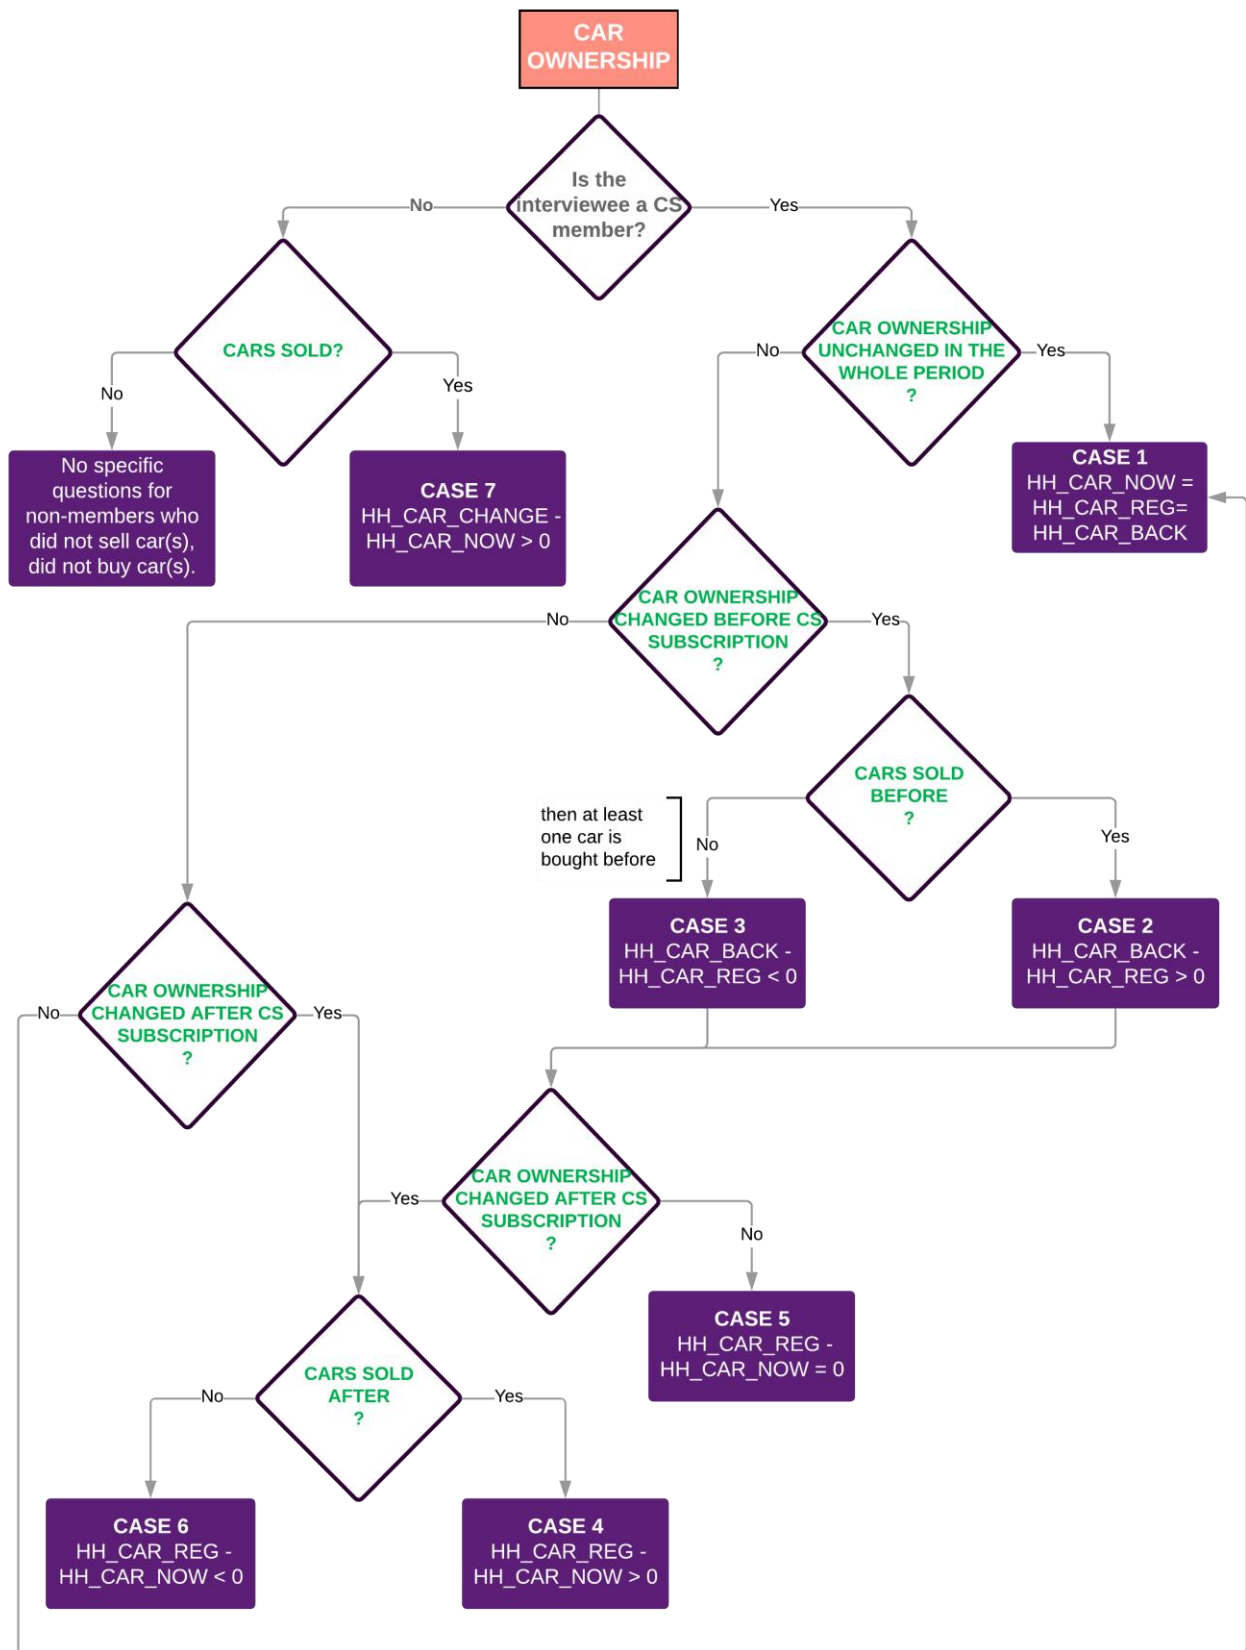 CAR
OWNERSHIP
Is the
interviewee a CS
member?
No
Yes
CARS SOLD?
CAR OWNERSHIP
UNCHANGED IN THE
WHOLE PERIOD
?
No
Yes
No
Yes
No specific
questions for
non-members who
did not sell car(s),
did not buy car(s).
CASE 7
HH_CAR_CHANGE -
HH_CAR_NOW > 0
CASE 1
HH_CAR_NOW =
HH_CAR_REG=
HH_CAR_BACK
CAR OWNERSHIP
CHANGED BEFORE CS
SUBSCRIPTION
?
No
Yes
CARS SOLD
BEFORE
?
then at least
one car is
bought before
No
Yes
CASE 3
HH_CAR_BACK -
HH_CAR_REG < 0
CASE 2
HH_CAR_BACK -
HH_CAR_REG > 0
CAR OWNERSHIP
CHANGED AFTER CS
SUBSCRIPTION
?
No
Yes
CAR OWNERSHIP
CHANGED AFTER CS
SUBSCRIPTION
?
Yes
No
CASE 5
HH_CAR_REG -
HH_CAR_NOW = 0
CARS SOLD
AFTER
?
No
Yes
CASE 6
HH_CAR_REG -
HH_CAR_NOW < 0
CASE 4
HH_CAR_REG -
HH_CAR_NOW > 0